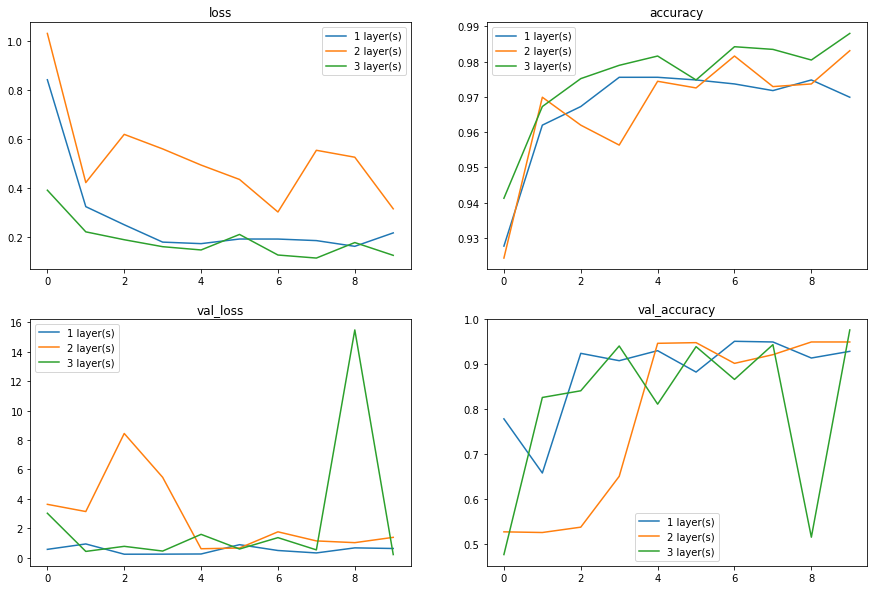 loss
1.0
0.8
0.6
0.4
0.2
0 2 4 6 8
1 layer(s)
2 layer(s)
3 layer(s)
accuracy
0.99
0.98
0.97
0.96
0.95
0.94
0.93
0 2 4 6 8
1 layer(s)
2 layer(s)
3 layer(s)
val_loss
16
14
12
10
8
6
4
2
0
0 2 4 6 8
1 layer(s)
2 layer(s)
3 layer(s)
val_accuracy
1.0
0.9
0.8
0.7
0.6
0.5
0 2 4 6 8
1 layer(s)
2 layer(s)
3 layer(s)